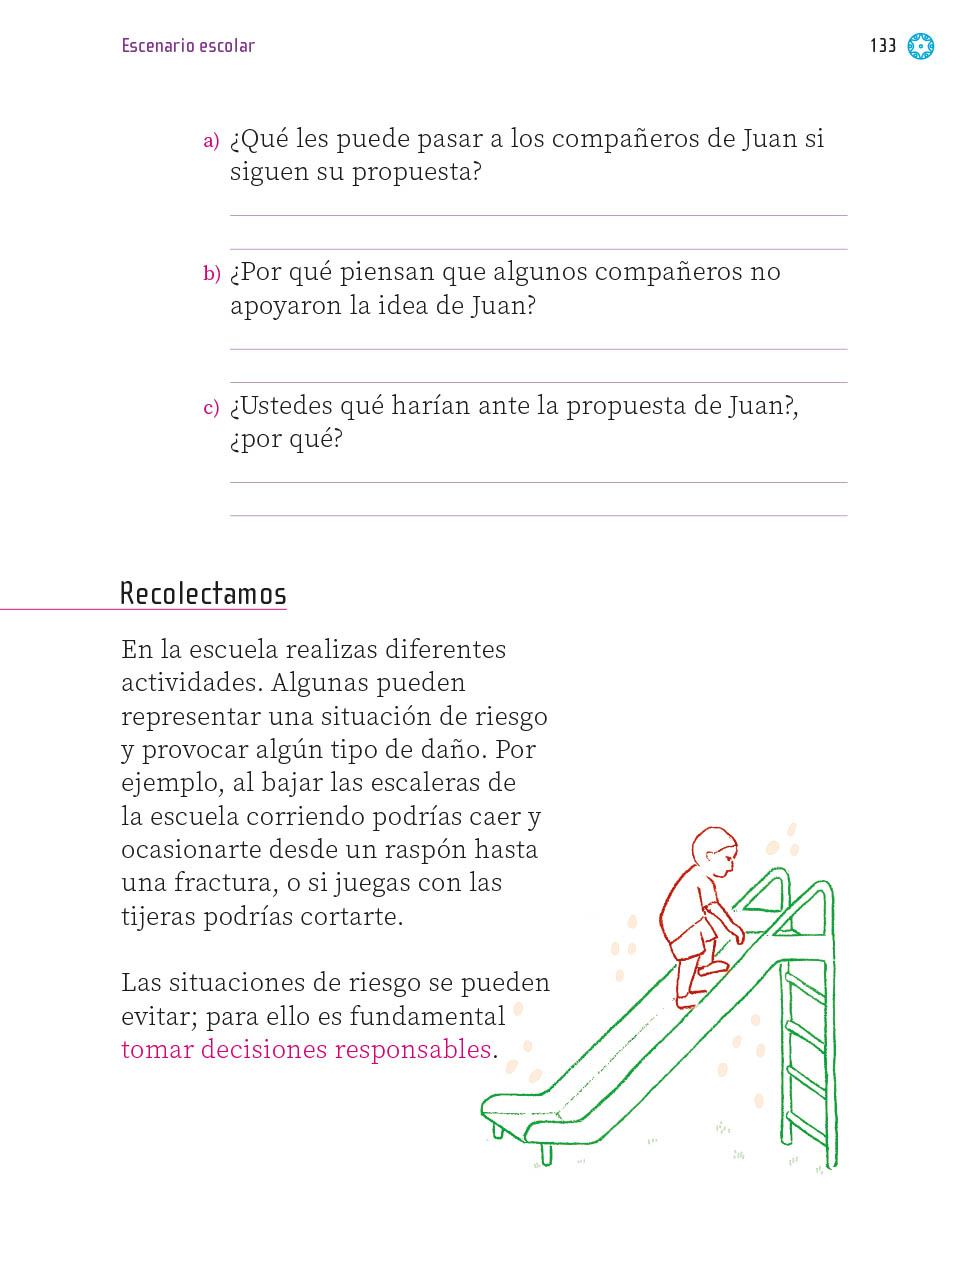 Escenario escolar
133
a) ¿Qué les puede pasar a los compañeros de Juan si
siguen su propuesta?
b) ¿Por qué piensan que algunos compañeros no
apoyaron la idea de Juan?
c) ¿Ustedes qué harían ante la propuesta de Juan?,
¿por qué?
Recolectamos
En la escuela realizas diferentes
actividades. Algunas pueden
representar una situación de riesgo
y provocar algún tipo de daño. Por
ejemplo, al bajar las escaleras de
la escuela corriendo podrías caer y
ocasionarte desde un raspón hasta
una fractura, o si juegas con las
tijeras podrías cortarte.
Las situaciones de riesgo se pueden
evitar; para ello es fundamental
tomar decisiones responsables.